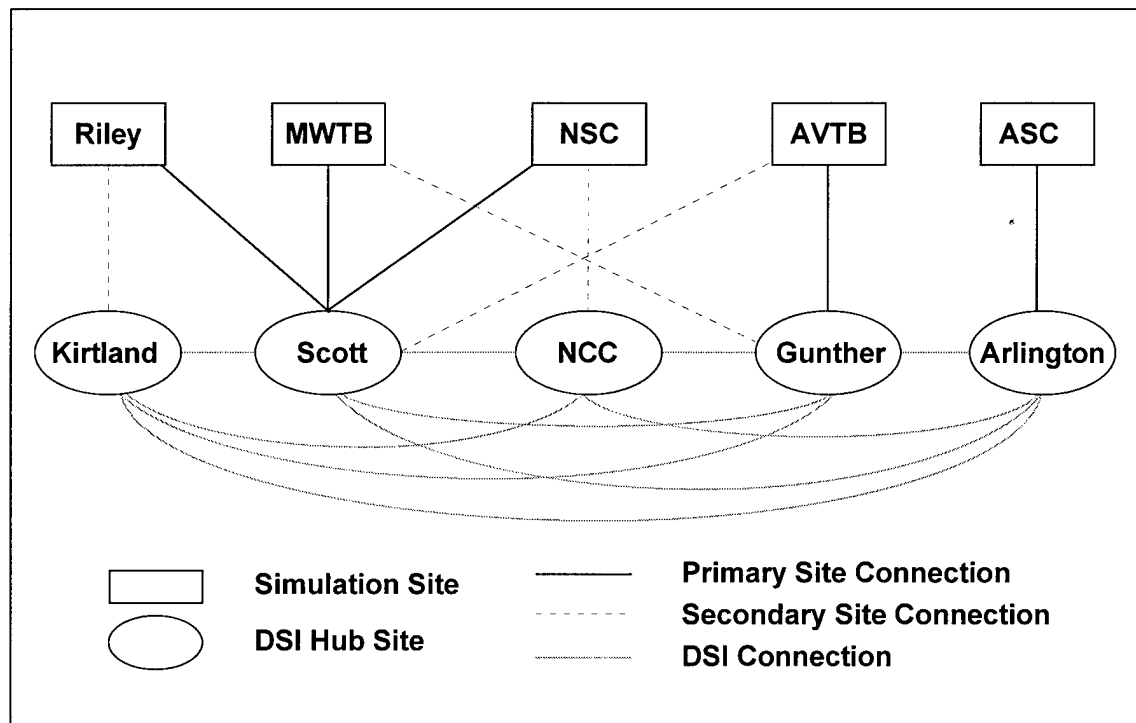 Riley
MWTB
NSC
AVTB
ASC
Kirtland
Scott
NCC
Gunther
Arlington
Simulation Site
DSI Hub Site
Primary Site Connection
Secondary Site Connection
DSI Connection